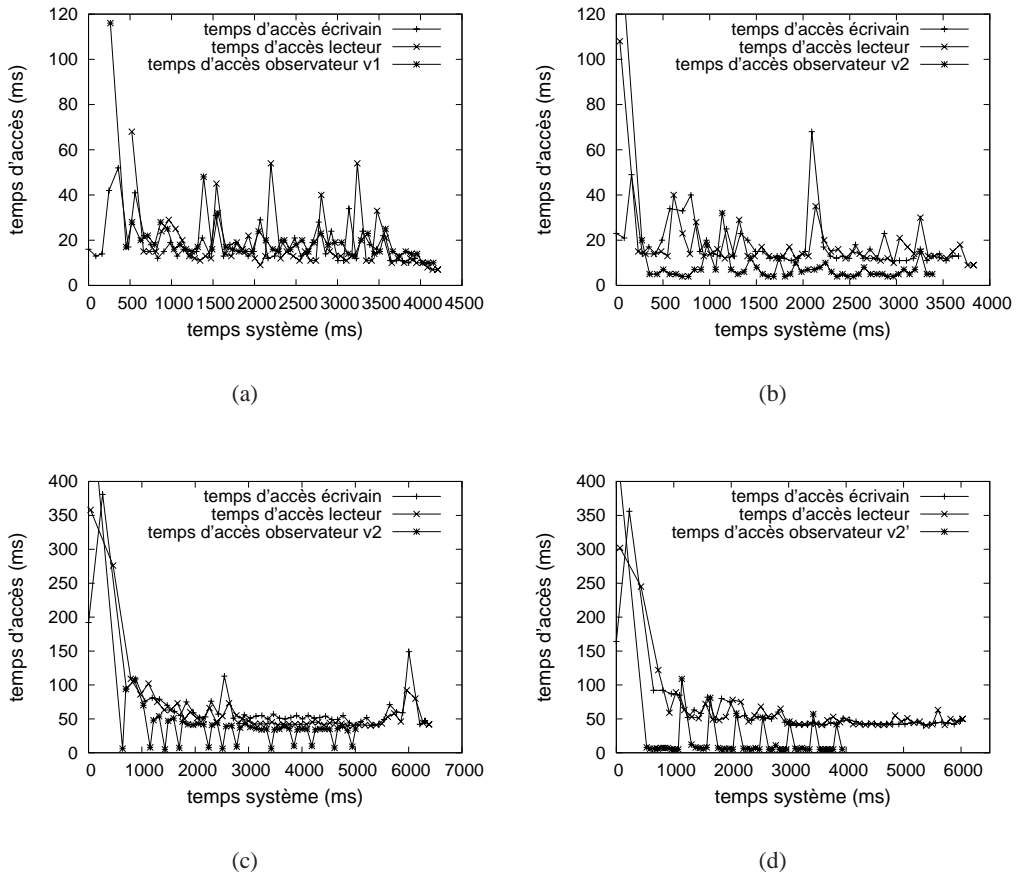 temps d'accès écrivain
temps d'accès lecteur
temps d'accès observateur v1
temps d'accès (ms)
120
100
80
60
40
20
0
0 500 1000 1500 2000 2500 3000 3500 4000 4500
temps système (ms)
(a)
temps d'accès écrivain
temps d'accès lecteur
temps d'accès observateur v2
temps d'accès (ms)
120
100
80
60
40
20
0
0 500 1000 1500 2000 2500 3000 3500 4000
temps système (ms)
(b)
temps d'accès écrivain
temps d'accès lecteur
temps d'accès observateur v2
temps d'accès (ms)
400
350
300
250
200
150
100
50
0
0 1000 2000 3000 4000 5000 6000 7000
temps système (ms)
(c)
temps d'accès écrivain
temps d'accès lecteur
temps d'accès observateur v2'
temps d'accès (ms)
400
350
300
250
200
150
100
50
0
0 1000 2000 3000 4000 5000 6000
temps système (ms)
(d)